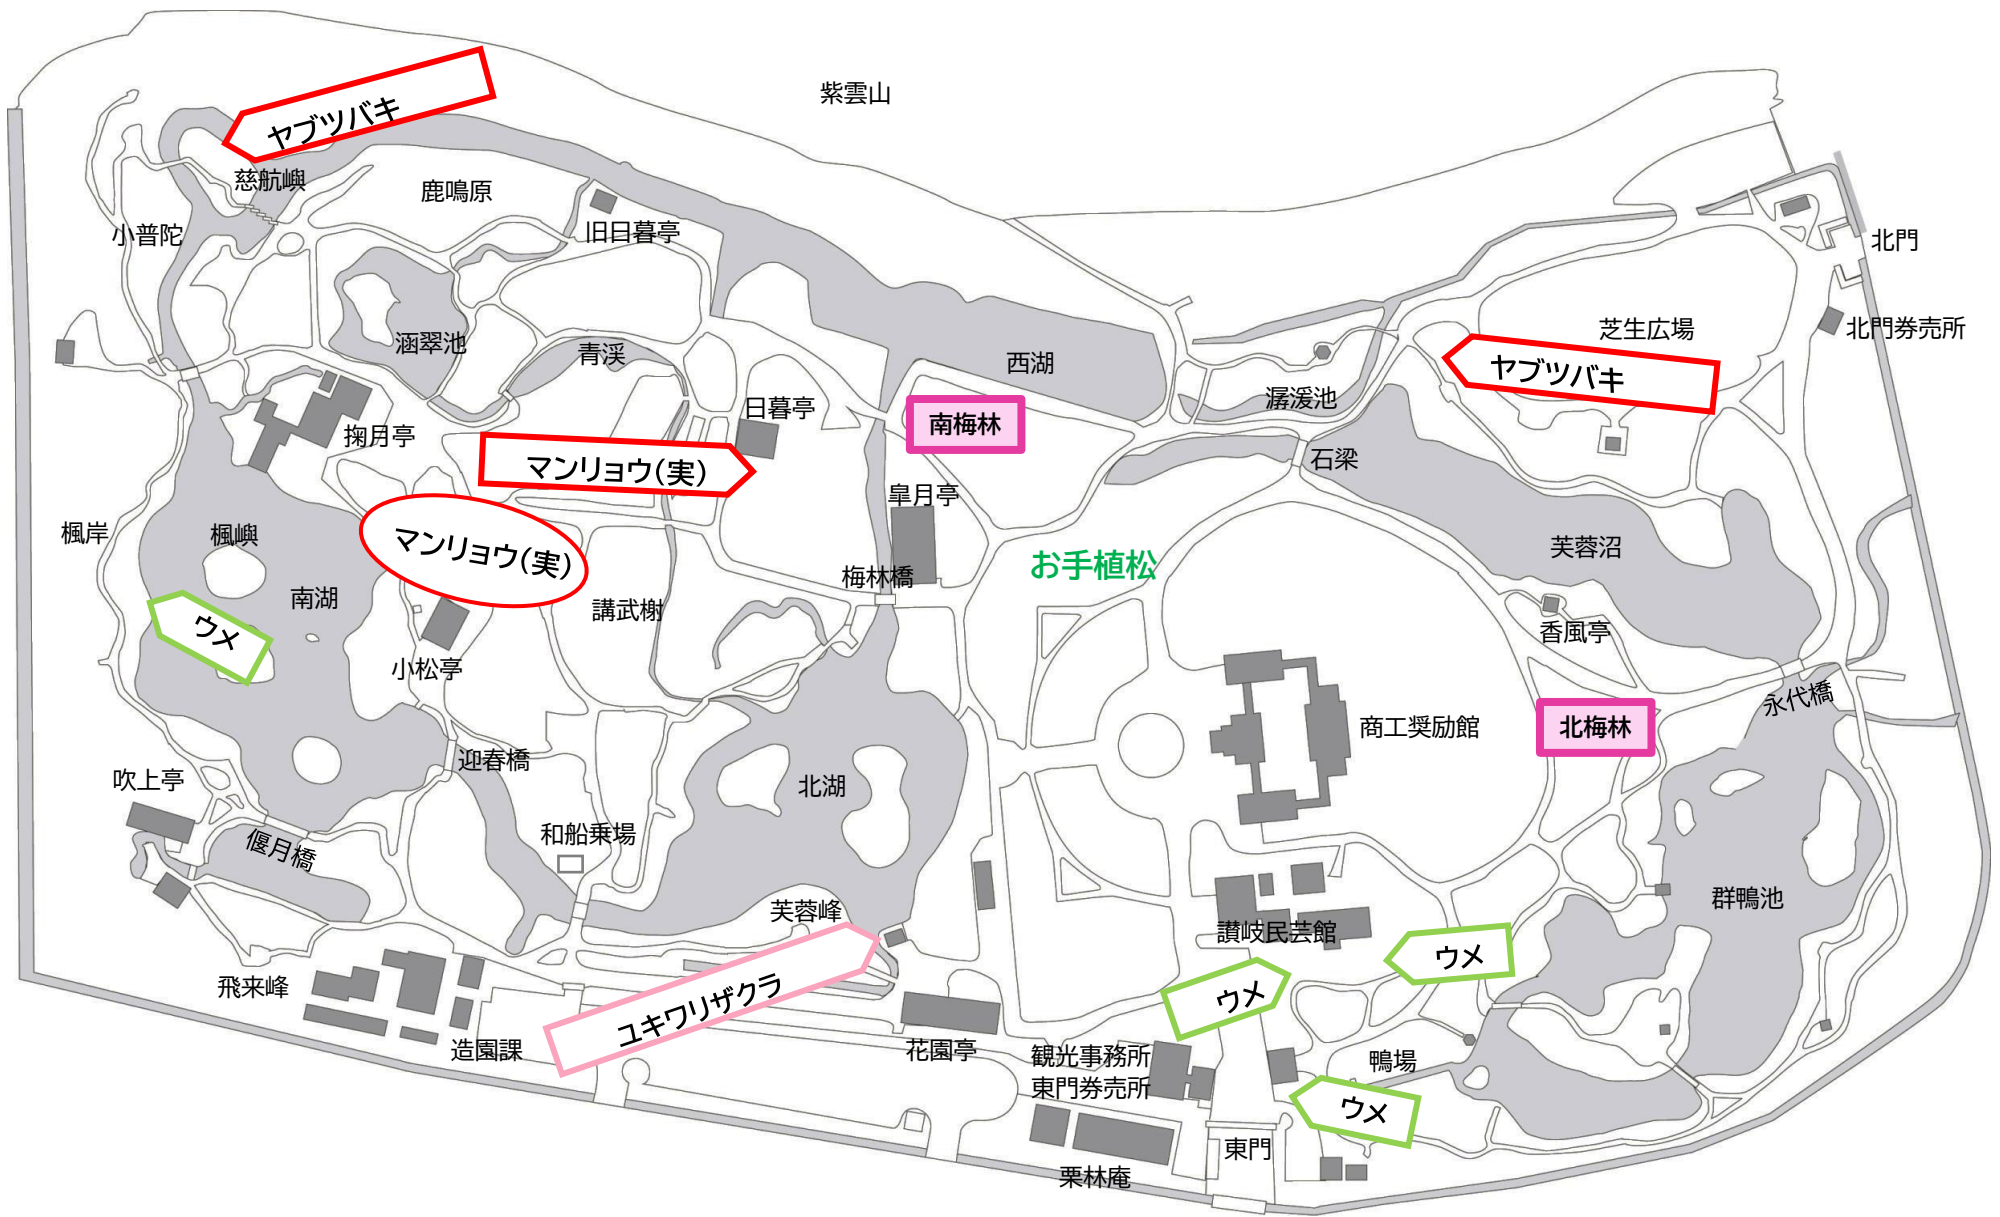 紫雲山
ヤブツバキ
慈航嶼
鹿鳴原
小普陀
旧日暮亭
北門
北門券売所
芝生広場
涵翠池
青渓
西湖
ヤブツバキ
潺湲池
日暮亭
南梅林
掬月亭
石梁
マンリョウ(実)
皐月亭
楓岸
楓嶼
マンリョウ(実)
芙蓉沼
お手植松
梅林橋
南湖
講武榭
香風亭
ウメ
小松亭
永代橋
北梅林
商工奨励館
迎春橋
吹上亭
北湖
和船乗場
偃月橋
群鴨池
芙蓉峰
讃岐民芸館
ウメ
飛来峰
ウメ
ユキワリザクラ
造園課
花園亭
観光事務所
東門券売所
鴨場
ウメ
東門
栗林庵